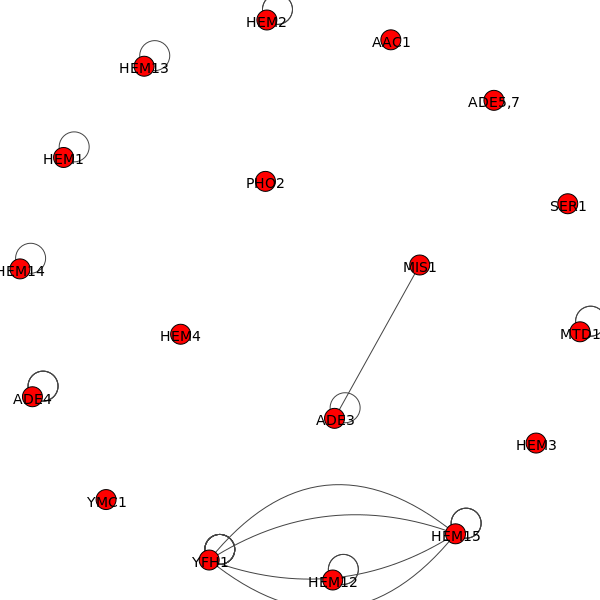 HEM2
AAC1
HEM13
ADE5,7
HEM1
PHO2
SER1
HEM14
MIS1
MTD1
HEM4
ADE4
ADE3
HEM3
YMC1
HEM15
YFH1
HEM12